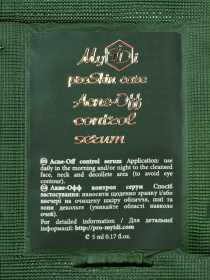 MyIDi
proSkin care
Acne-Off
control
serum
Acne-Off control serum Application: use
daily in the morning and/or night to the cleansed
face, neck and decollete area (to avoid eye
contour).
Акне-Офф контрол серум Спосіб
застосування: наносити щоденно зранку і/або
ввечері на очищену шкіру обличчя, шиї та
зони декольте (уникати області навколо
очей).
For detailed information / Для детальної
інформації http://pro-myidi.com/
℮ 5 ml 0.17 fl.oz.